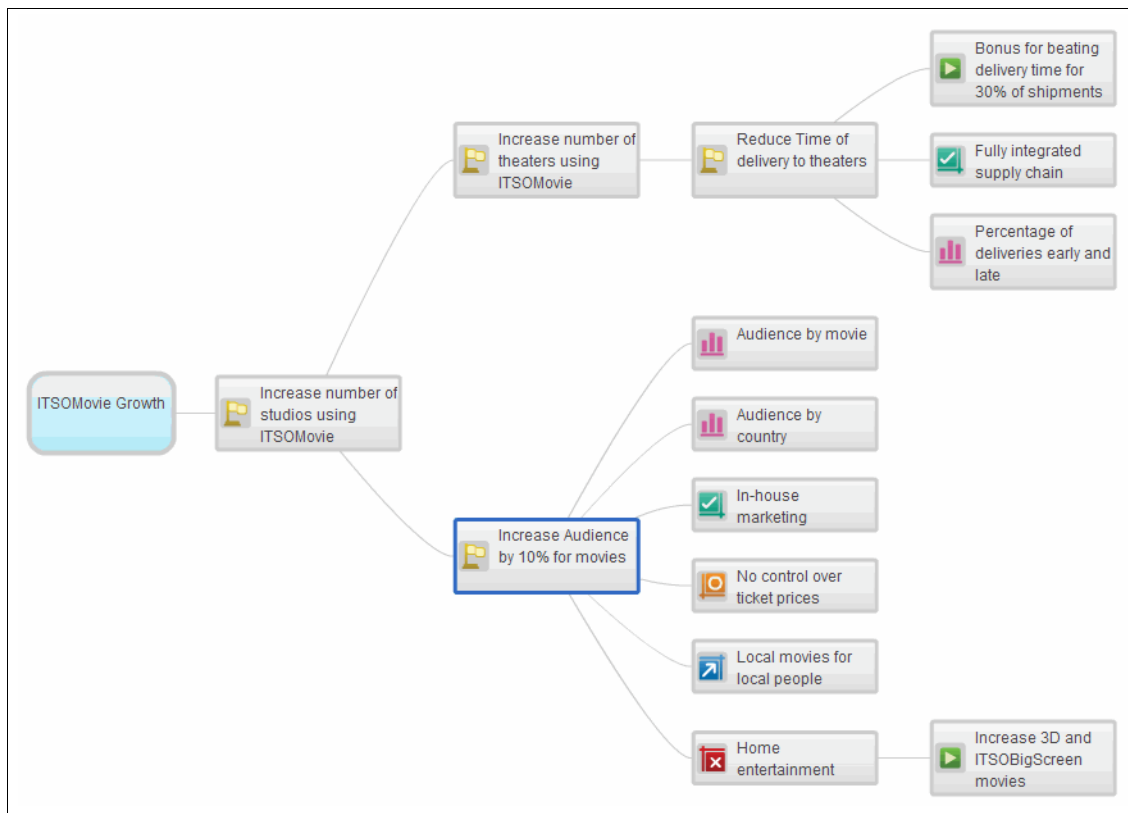 ITSOMovie Growth
Increase number of
studios using
ITSOMovie
Increase number of
theaters using
ITSOMovie
Reduce Time of
delivery to theaters
Bonus for beating
delivery time for
30% of shipments
Fully integrated
supply chain
Percentage of
deliveries early and
late
Increase Audience
by 10% for movies
Audience by movie
Audience by
country
In-house
marketing
No control over
ticket prices
Local movies for
local people
Home
entertainment
Increase 3D and
ITSOBigScreen
movies